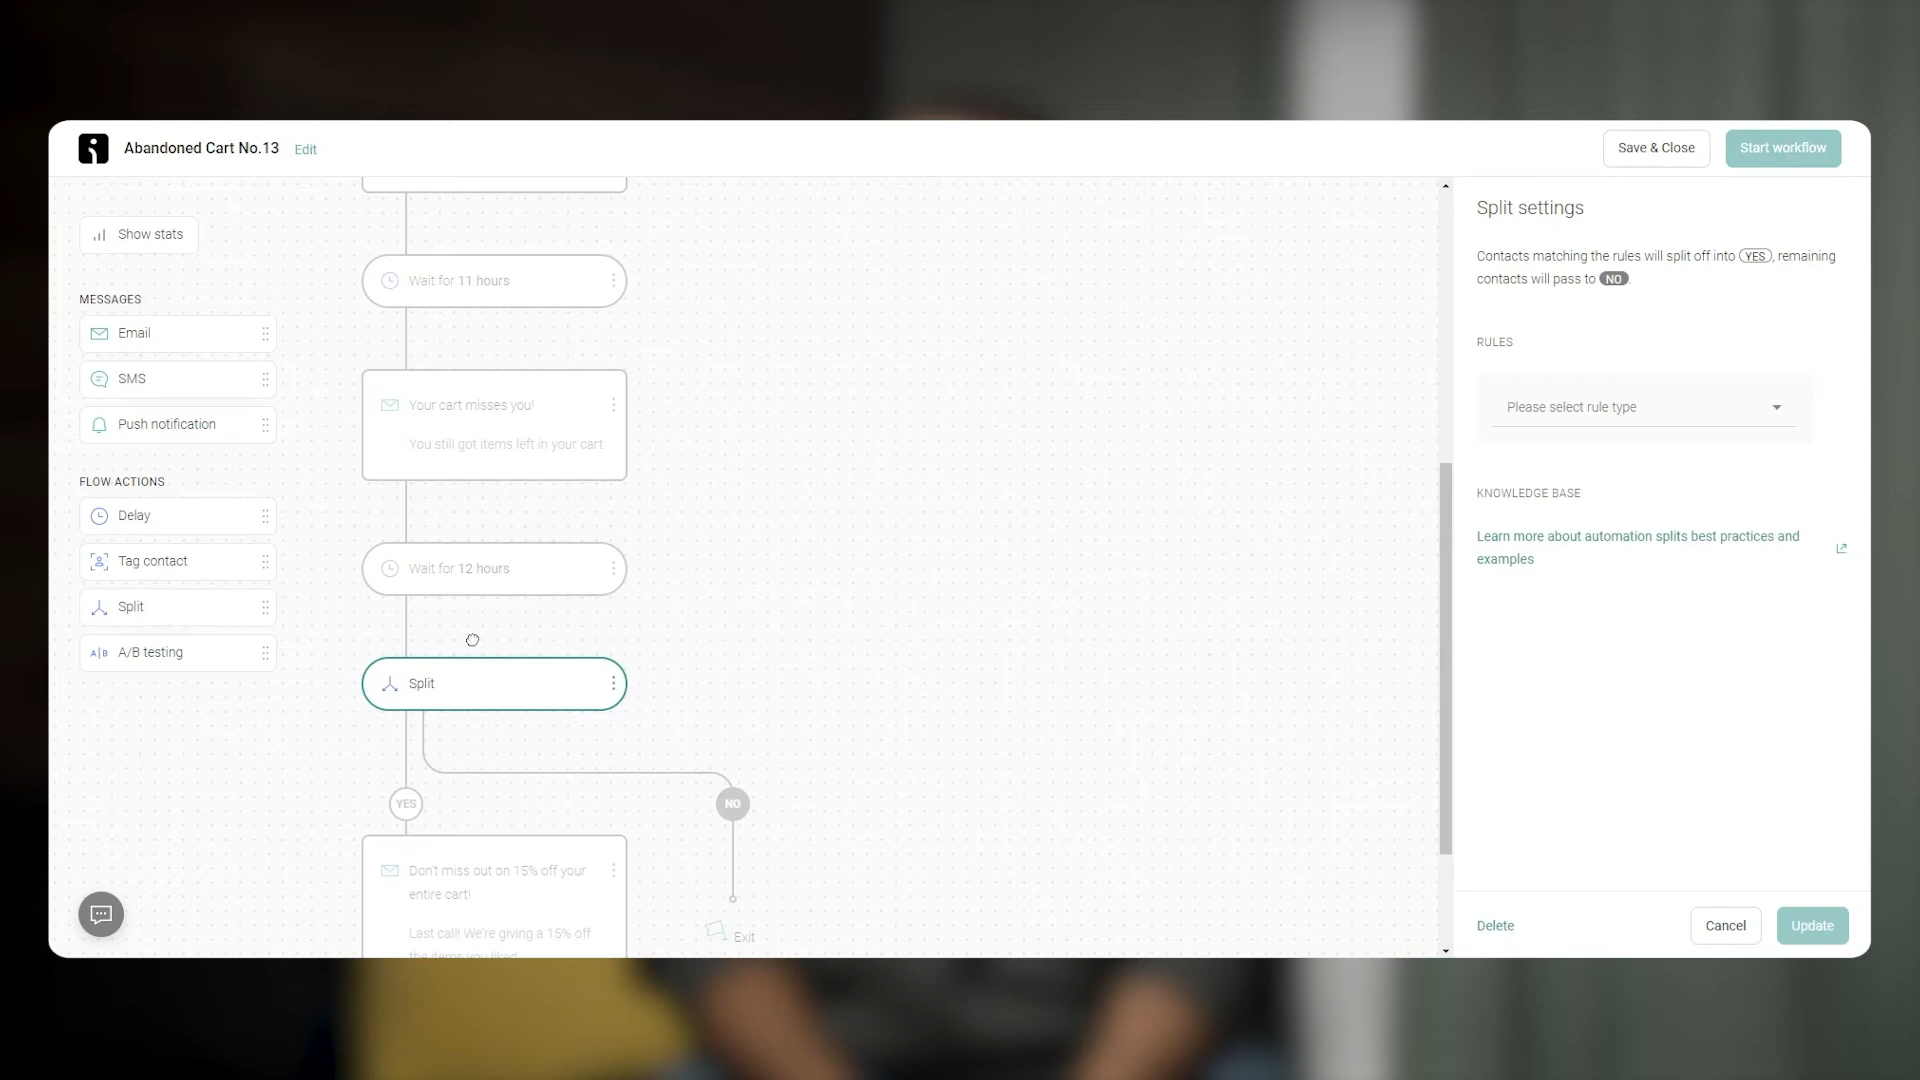 Abandoned Cart No.13 Edit
Save & Close
Start workflow
Show stats
MESSAGES
Email
SMS
Push notification
FLOW ACTIONS
Delay
Tag contact
Split
A|B A/B testing
Wait for 11 hours
Your cart misses you!
You still got items left in your cart
Wait for 12 hours
Split
YES
NO
Don't miss out on 15% off your
entire cart!
Last call! We're giving a 15% off
the items you liked
Exit
Split settings
Contacts matching the rules will split off into YES, remaining
contacts will pass to NO.
RULES
Please select rule type
KNOWLEDGE BASE
Learn more about automation splits best practices and
examples
Delete
Cancel
Update